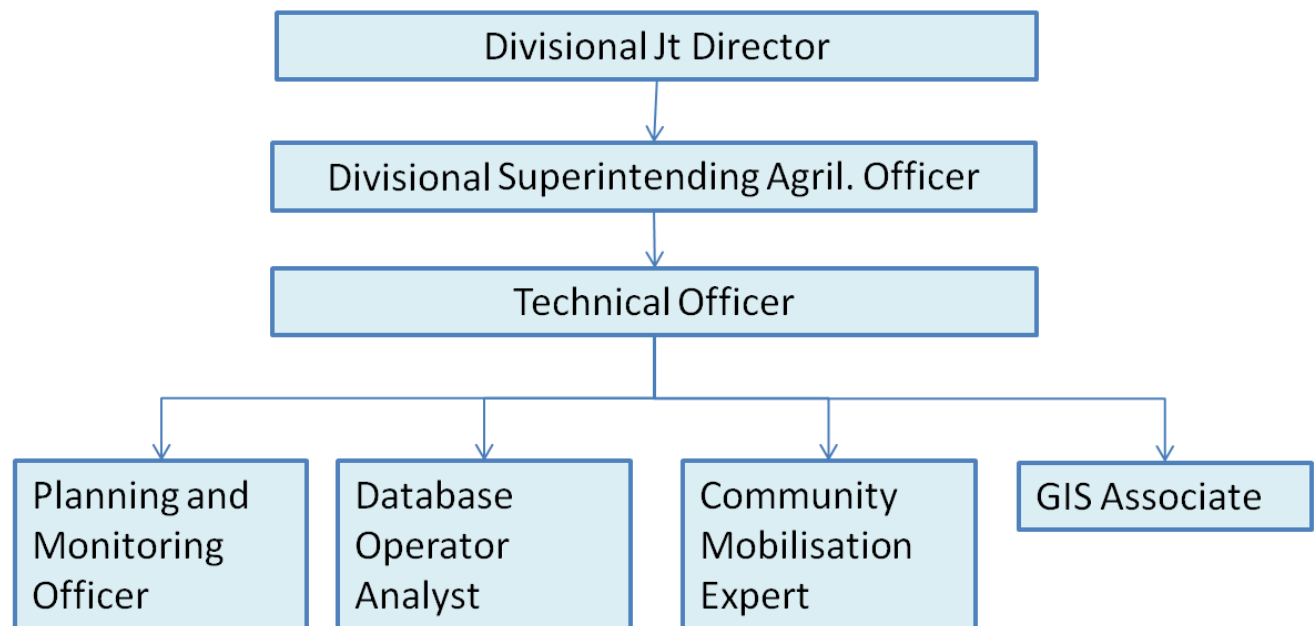 Divisional Jt Director
Divisional Superintending Agril. Officer
Technical Officer
Planning and
Monitoring
Officer
Database
Operator
Analyst
Community
Mobilisation
Expert
GIS Associate